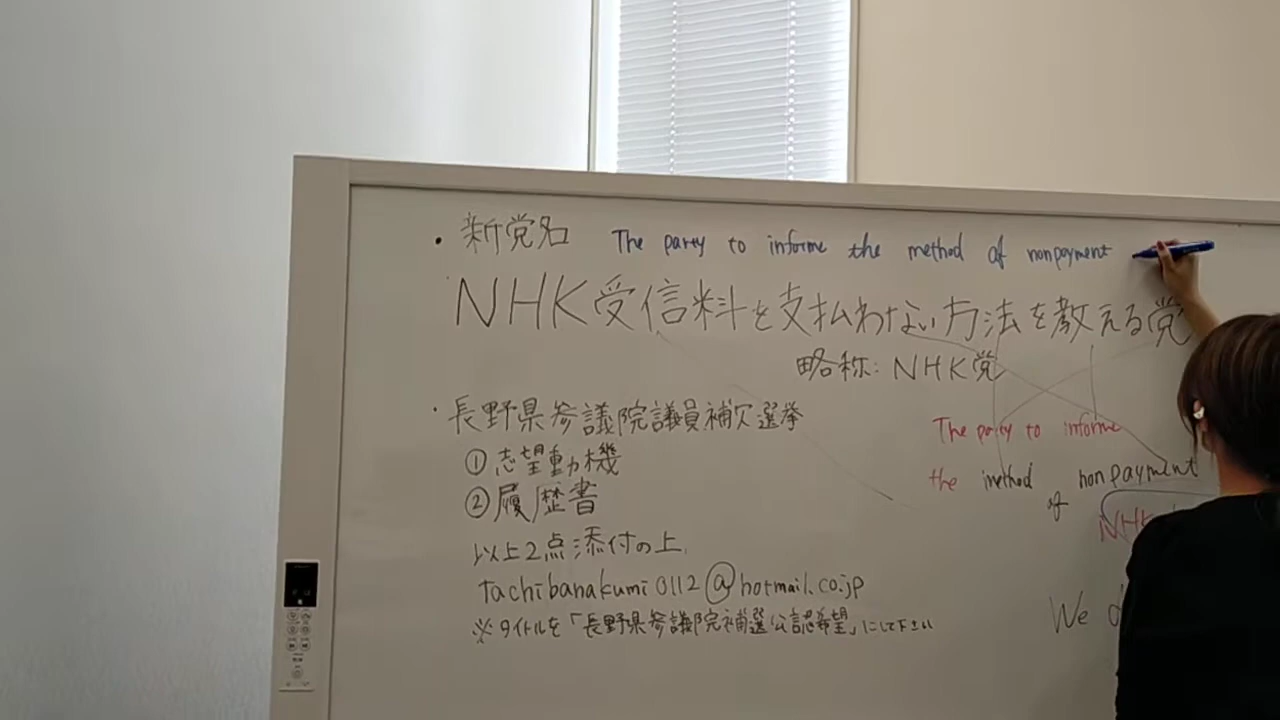 ・新党名 The party to informe the method of nonpayment
NHK受信料を支払わない方法を教える党
略称:NHK党
・長野県参議院議員補欠選挙
①志望動機
②履歴書
以上2点添付の上
tachibanakumi0112@hotmail.co.jp
※タイトルを「長野県参議院補選公認希望」にして下さい
The party to informe
the method of nonpayment
NHK
We